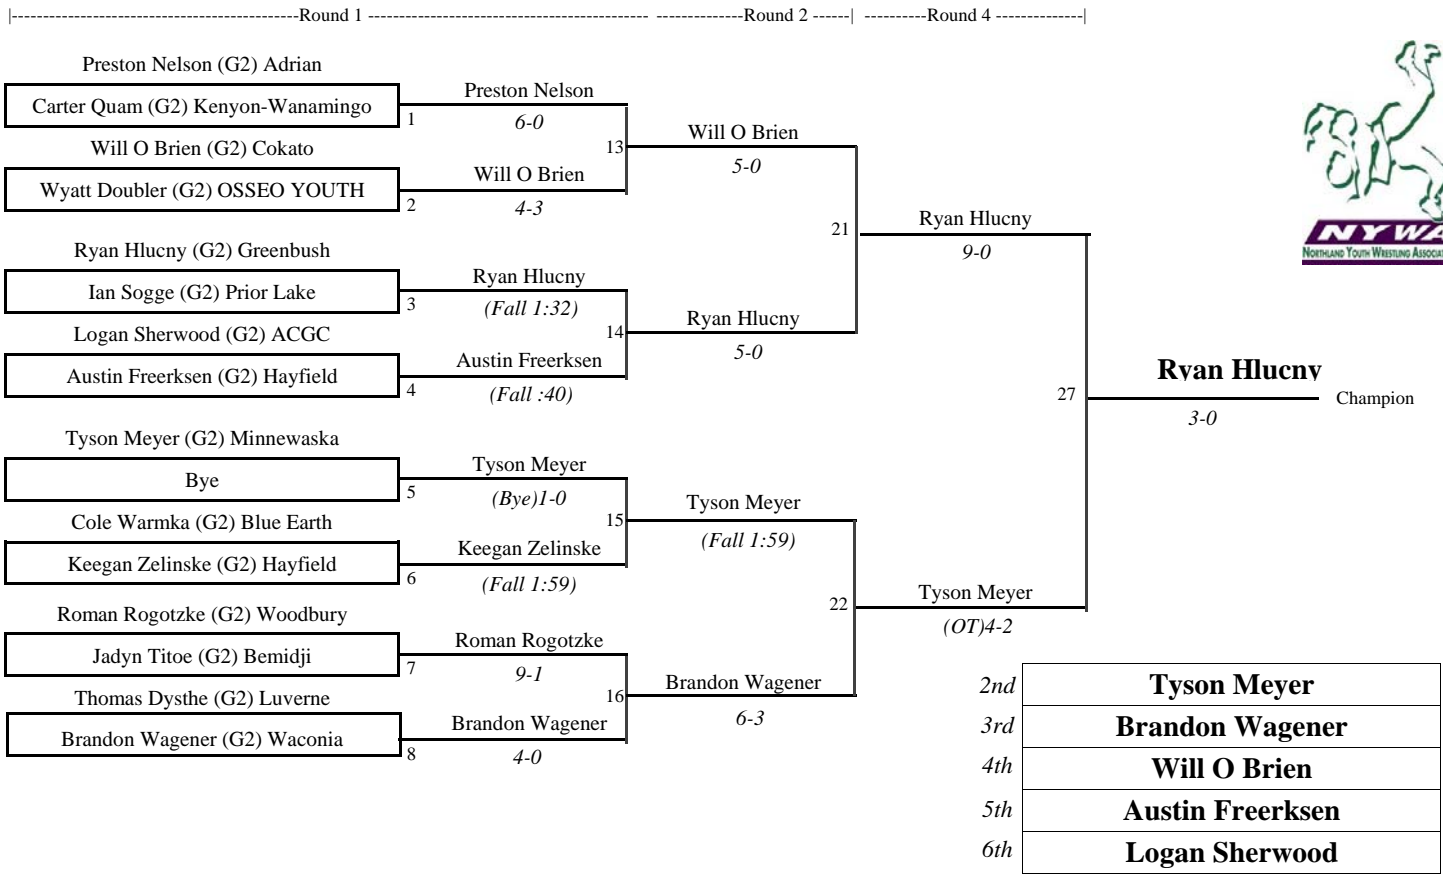 |----------------------------------------------Round 1 --------------------------------------------- --------------Round 2 ------| ----------Round 4 --------------|
Preston Nelson (G2) Adrian
Carter Quam (G2) Kenyon-Wanamingo
1
Preston Nelson
6-0
Will O Brien (G2) Cokato
Wyatt Doubler (G2) OSSEO YOUTH
2
Will O Brien
4-3
13
Will O Brien
5-0
Ryan Hlucny (G2) Greenbush
Ian Sogge (G2) Prior Lake
3
Ryan Hlucny
(Fall 1:32)
Logan Sherwood (G2) ACGC
Austin Freerksen (G2) Hayfield
4
Austin Freerksen
(Fall :40)
14
Ryan Hlucny
5-0
21
Ryan Hlucny
9-0
Tyson Meyer (G2) Minnewaska
Bye
5
Tyson Meyer
(Bye)1-0
Cole Warmka (G2) Blue Earth
Keegan Zelinske (G2) Hayfield
6
Keegan Zelinske
(Fall 1:59)
15
Tyson Meyer
(Fall 1:59)
Roman Rogotzke (G2) Woodbury
Jadyn Titoe (G2) Bemidji
7
Roman Rogotzke
9-1
Thomas Dysthe (G2) Luverne
Brandon Wagener (G2) Waconia
8
Brandon Wagener
4-0
16
Brandon Wagener
6-3
22
Tyson Meyer
(OT)4-2
27
Ryan Hlucny
3-0
Champion
NYWA
NORTHLAND YOUTH WRESTLING ASSOCIAT
2nd Tyson Meyer
3rd Brandon Wagener
4th Will O Brien
5th Austin Freerksen
6th Logan Sherwood